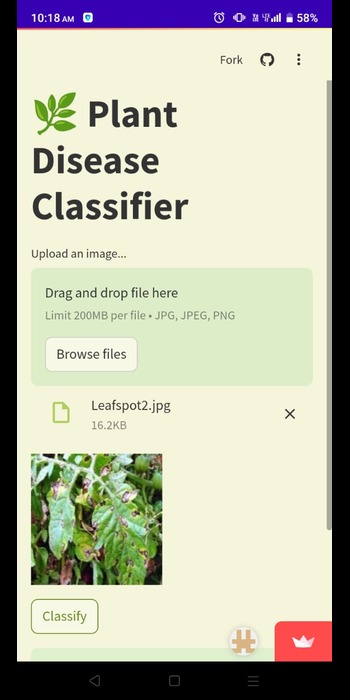 10:18 AM
58%
Fork
🌿 Plant
Disease
Classifier
Upload an image...
Drag and drop file here
Limit 200MB per file • JPG, JPEG, PNG
Browse files
Leafspot2.jpg
16.2KB
Classify